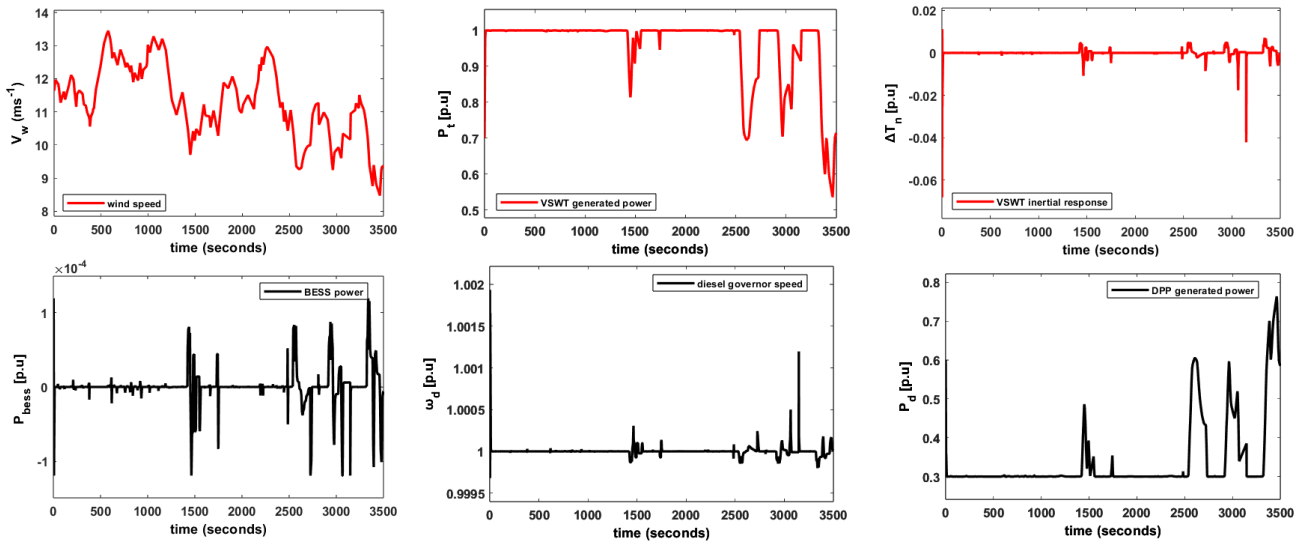 14
13
12
11
10
9
8
V_w (ms^-1)
0 500 1000 1500 2000 2500 3000 3500
time (seconds)
wind speed
1
0.9
0.8
0.7
0.6
0.5
P_t [p.u]
0 500 1000 1500 2000 2500 3000 3500
time (seconds)
VSWT generated power
0.02
0
-0.02
-0.04
-0.06
ΔT_n [p.u]
0 500 1000 1500 2000 2500 3000 3500
time (seconds)
VSWT inertial response
×10^-4
1
0
-1
P_bess [p.u]
0 500 1000 1500 2000 2500 3000 3500
time (seconds)
BESS power
1.002
1.0015
1.001
1.0005
1
0.9995
ω_d [p.u]
0 500 1000 1500 2000 2500 3000 3500
time (seconds)
diesel governor speed
0.8
0.7
0.6
0.5
0.4
0.3
P_d [p.u]
0 500 1000 1500 2000 2500 3000 3500
time (seconds)
DPP generated power